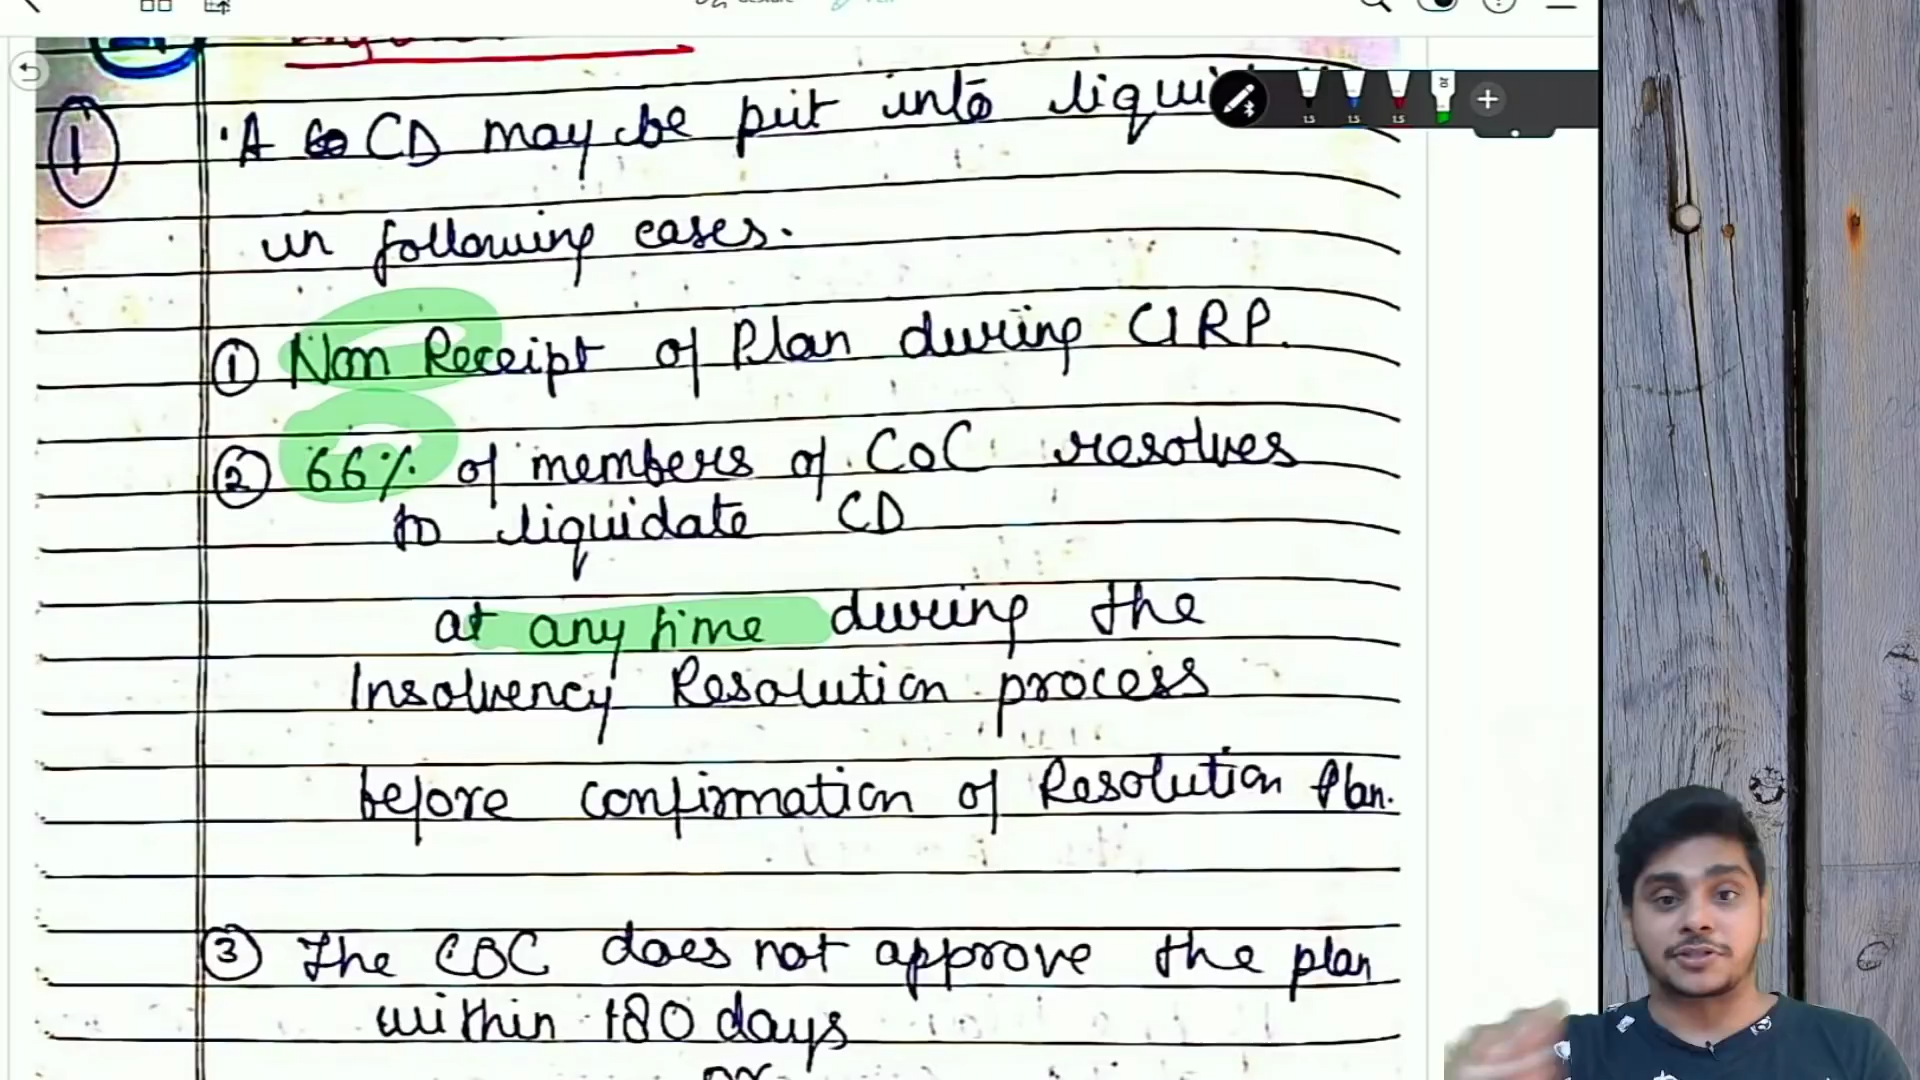 1 · A CD may be put into liqui
in following cases.
① Non Receipt of Plan during CIRP.
② 66% of members of CoC resolves
to liquidate CD
at any time during the
Insolvency Resolution process
before confirmation of Resolution Plan.
③ The COC does not approve the plan
within 180 days
or